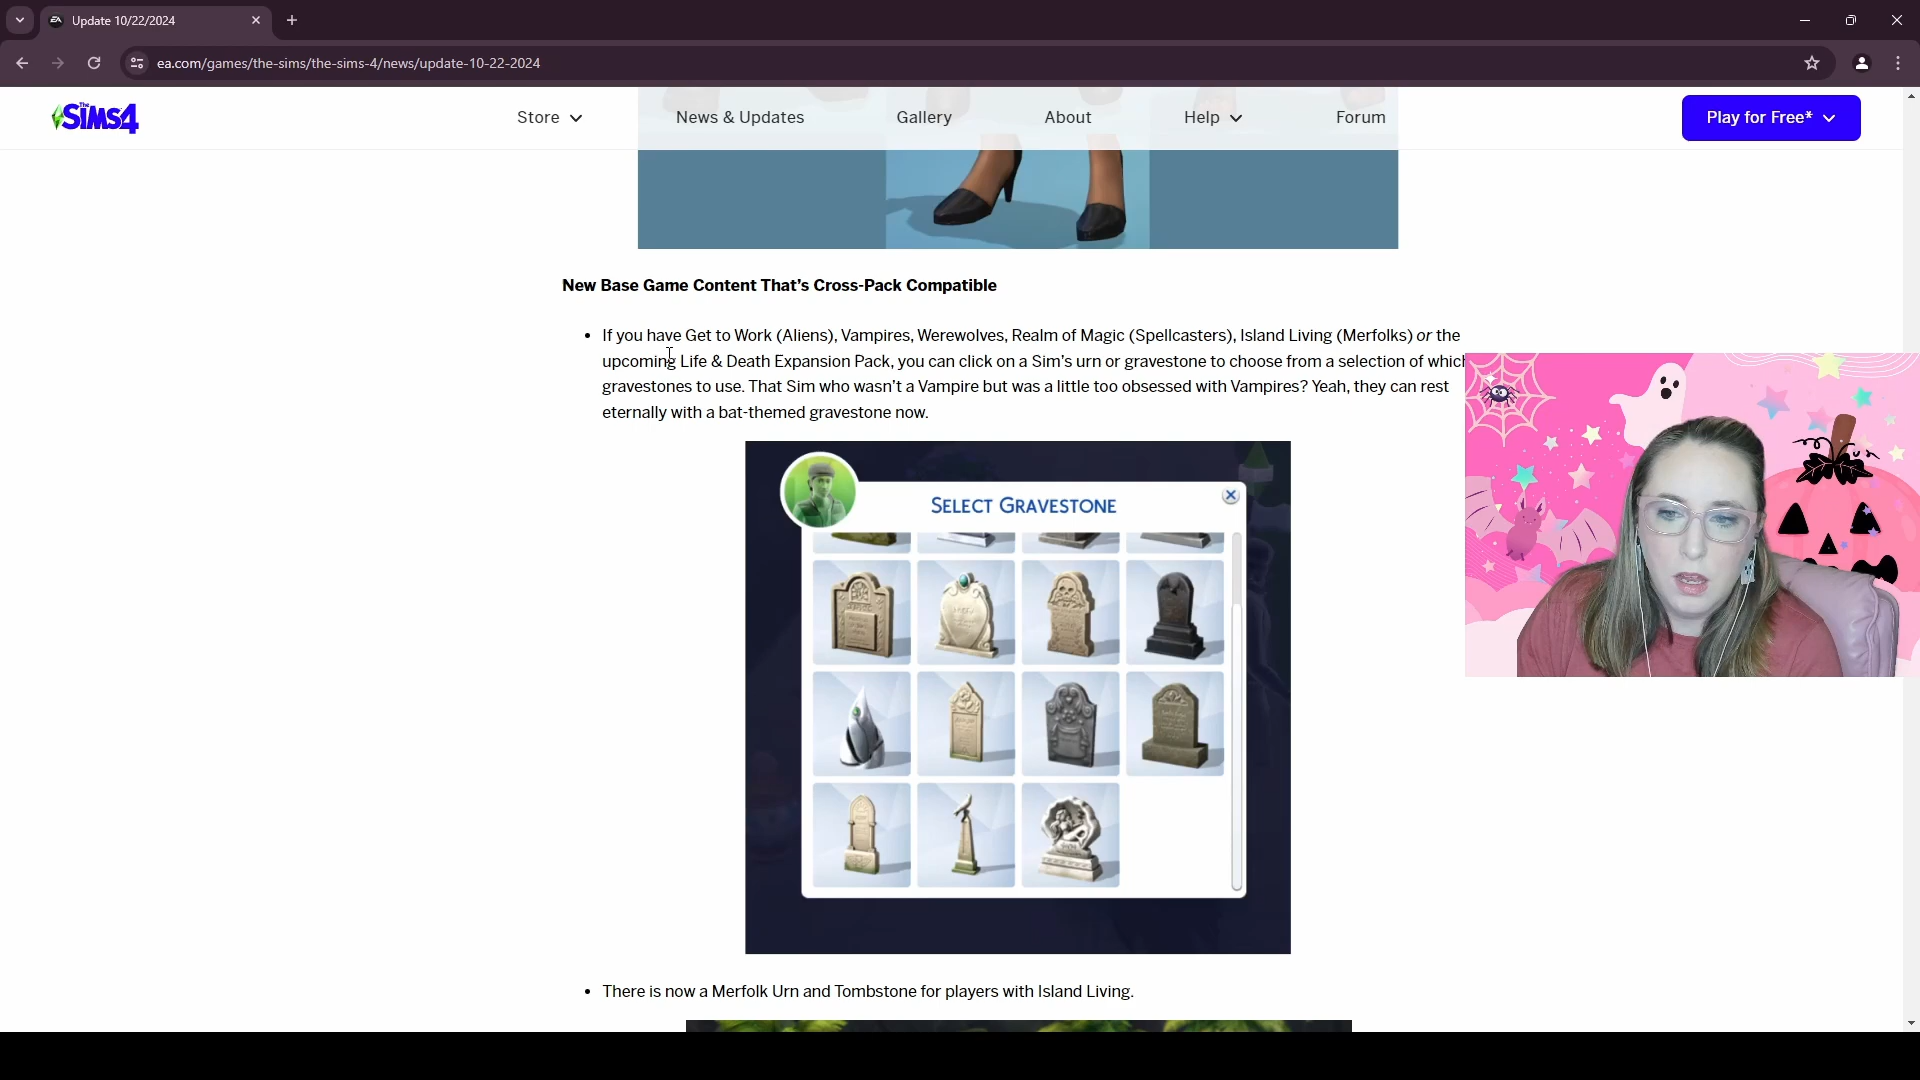 Update 10/22/2024
ea.com/games/the-sims/the-sims-4/news/update-10-22-2024
The SiMS4
Store
News & Updates
Gallery
About
Help
Forum
Play for Free*
New Base Game Content That's Cross-Pack Compatible
• If you have Get to Work (Aliens), Vampires, Werewolves, Realm of Magic (Spellcasters), Island Living (Merfolks) or the
upcoming Life & Death Expansion Pack, you can click on a Sim's urn or gravestone to choose from a selection of which
gravestones to use. That Sim who wasn't a Vampire but was a little too obsessed with Vampires? Yeah, they can rest
eternally with a bat-themed gravestone now.
SELECT GRAVESTONE
• There is now a Merfolk Urn and Tombstone for players with Island Living.